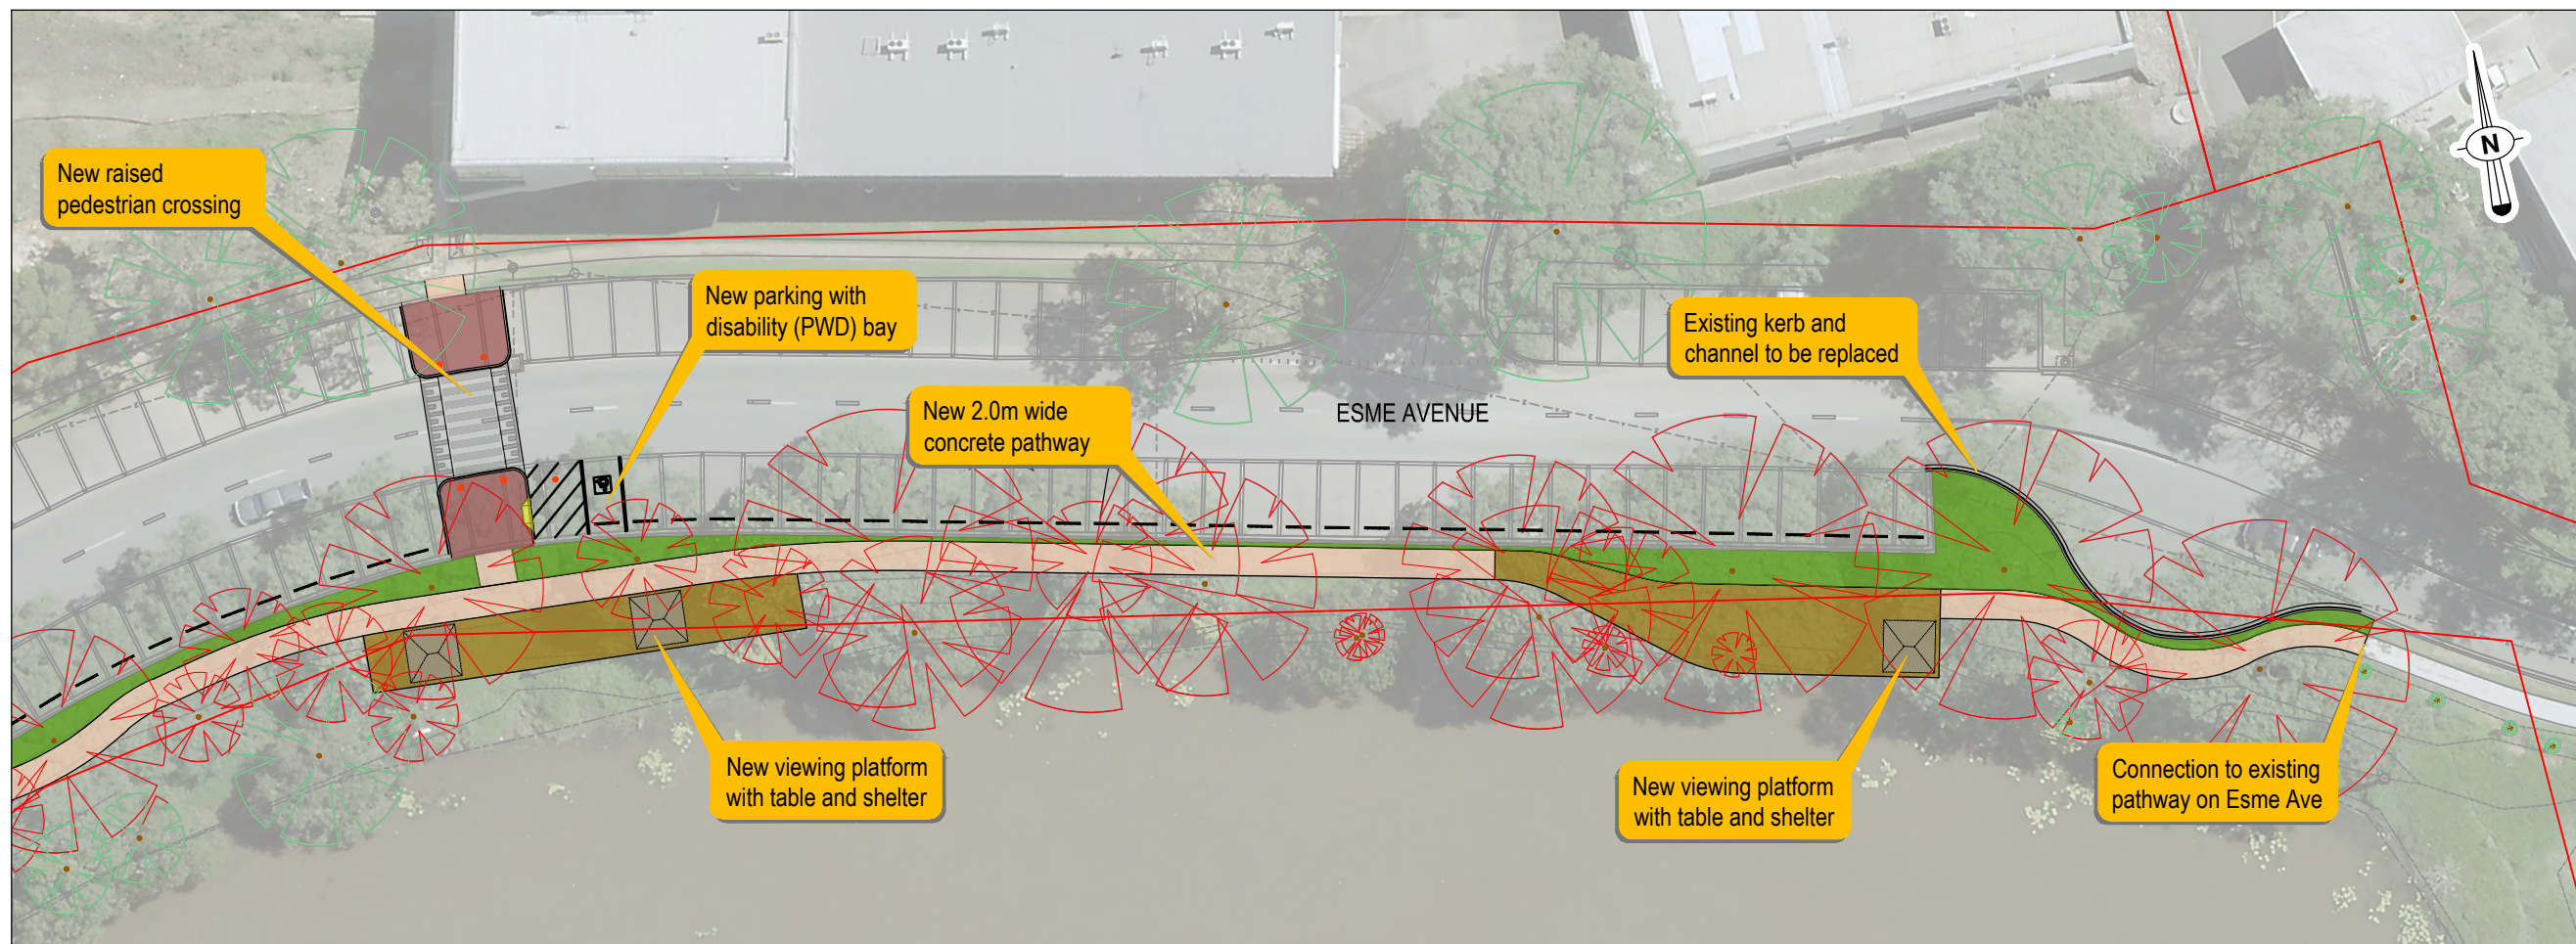 New raised
pedestrian crossing
New parking with
disability (PWD) bay
New 2.0m wide
concrete pathway
ESME AVENUE
Existing kerb and
channel to be replaced
N
New viewing platform
with table and shelter
New viewing platform
with table and shelter
Connection to existing
pathway on Esme Ave